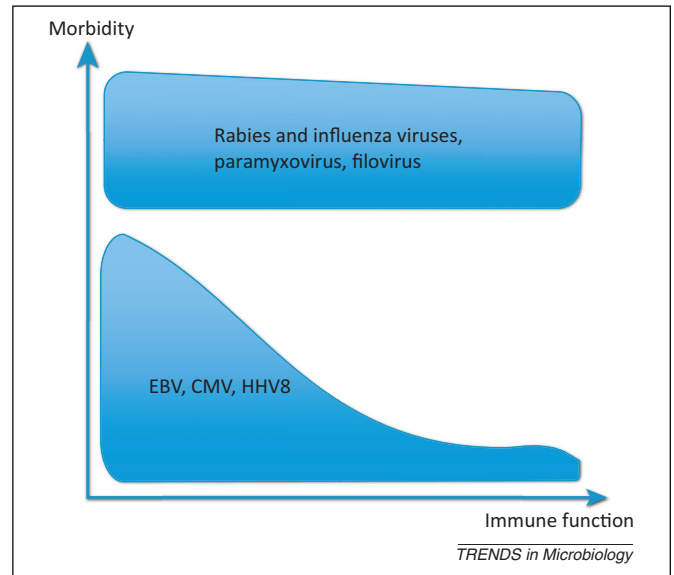 Morbidity
Rabies and influenza viruses,
paramyxovirus, filovirus
EBV, CMV, HHV8
Immune function
TRENDS in Microbiology